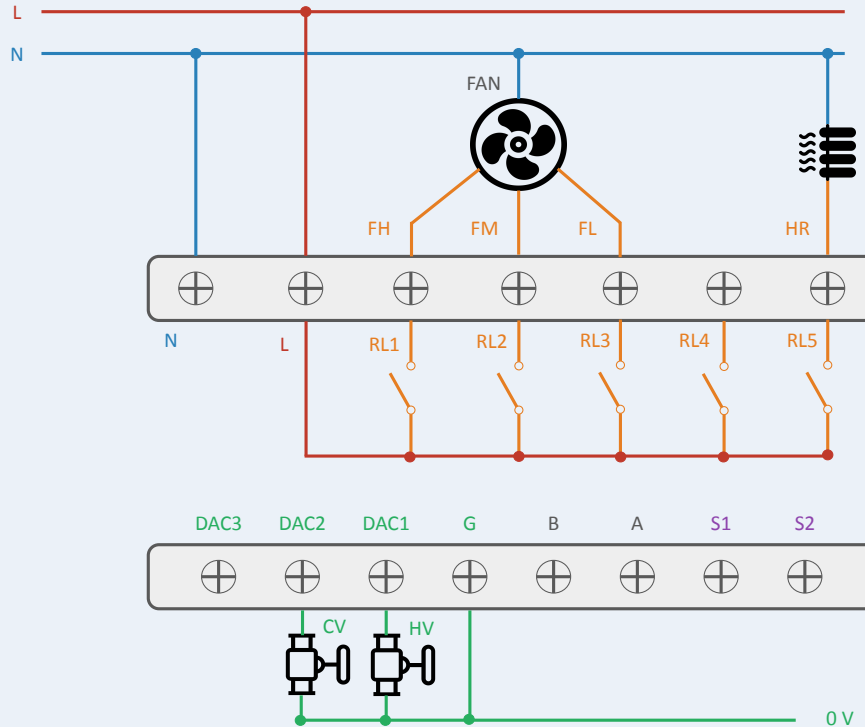 L
N
FAN
FH FM FL HR
N L RL1 RL2 RL3 RL4 RL5
DAC3 DAC2 DAC1 G B A S1 S2
CV HV
0 V